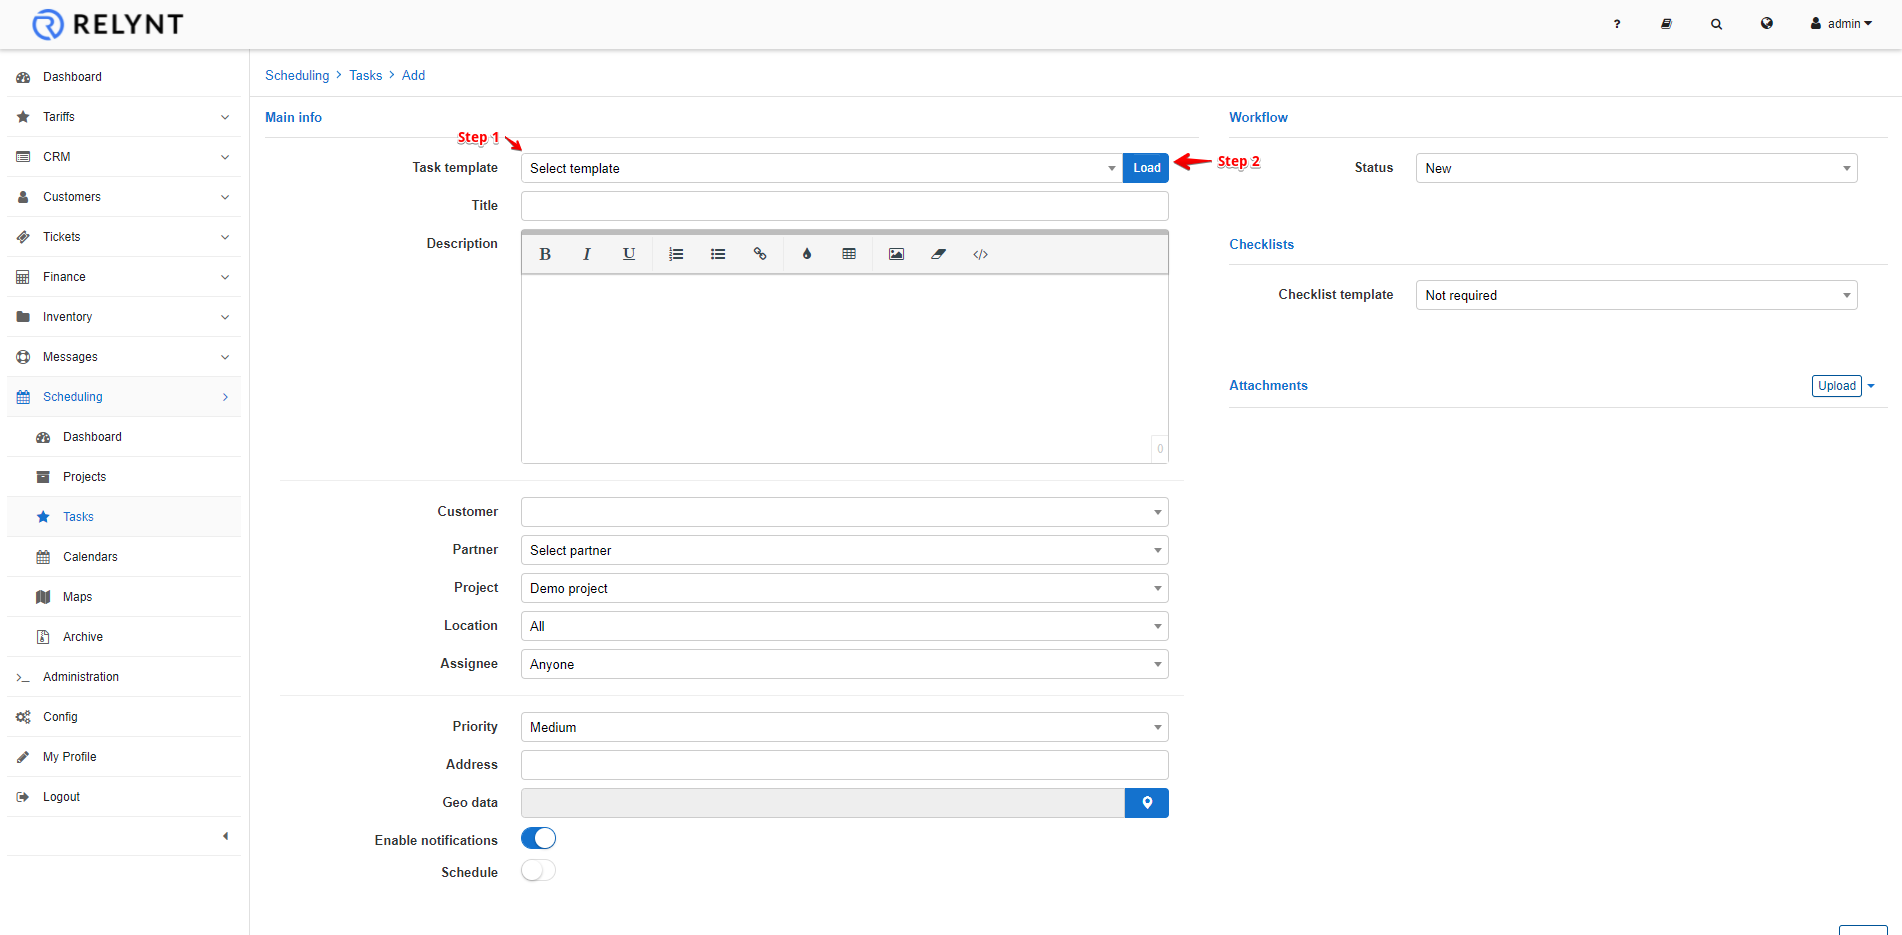 RELYNT
?
admin
Dashboard
Tariffs
CRM
Customers
Tickets
Finance
Inventory
Messages
Scheduling
Dashboard
Projects
Tasks
Calendars
Maps
Archive
Administration
Config
My Profile
Logout
Scheduling > Tasks > Add
Main info
Step 1
Task template
Select template
Load
Step 2
Title
Description
B I U
0
Customer
Partner
Select partner
Project
Demo project
Location
All
Assignee
Anyone
Priority
Medium
Address
Geo data
Enable notifications
Schedule
Workflow
Status
New
Checklists
Checklist template
Not required
Attachments
Upload